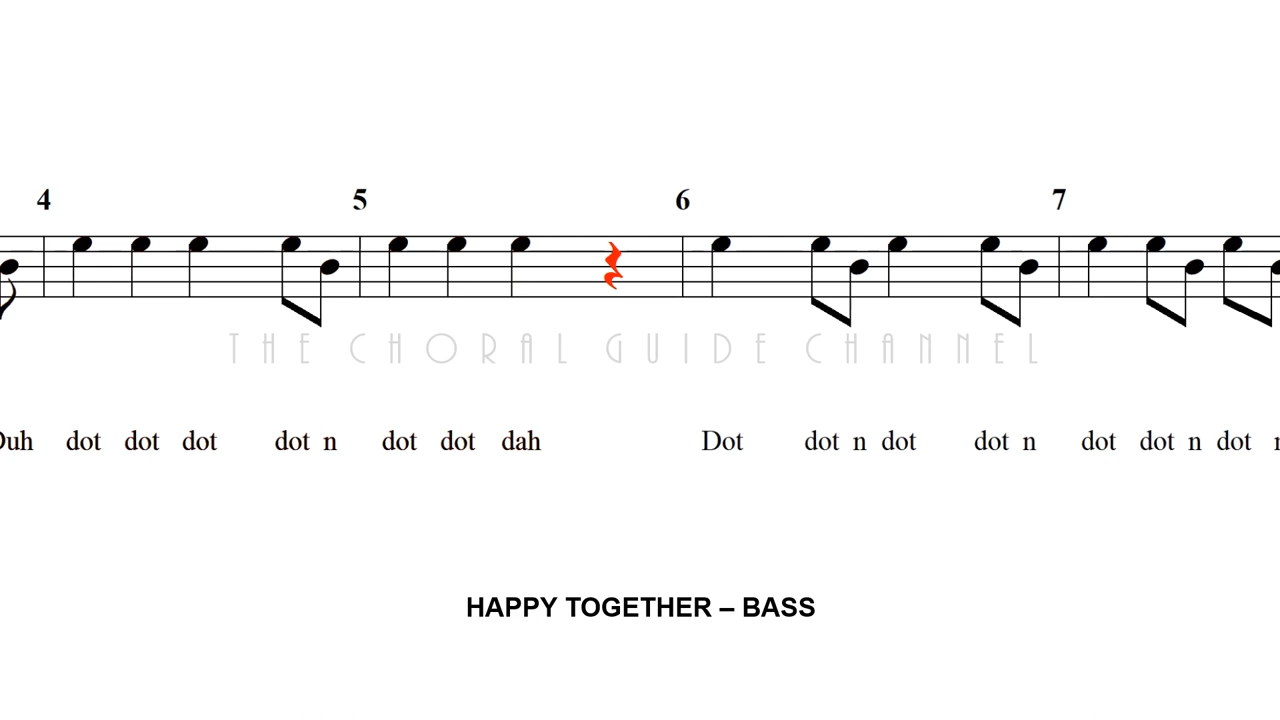 4 5 6 7
THE CHORAL GUIDE CHANNEL
dot dot dot dot n dot dot dah Dot dot n dot dot n dot dot n dot
HAPPY TOGETHER – BASS